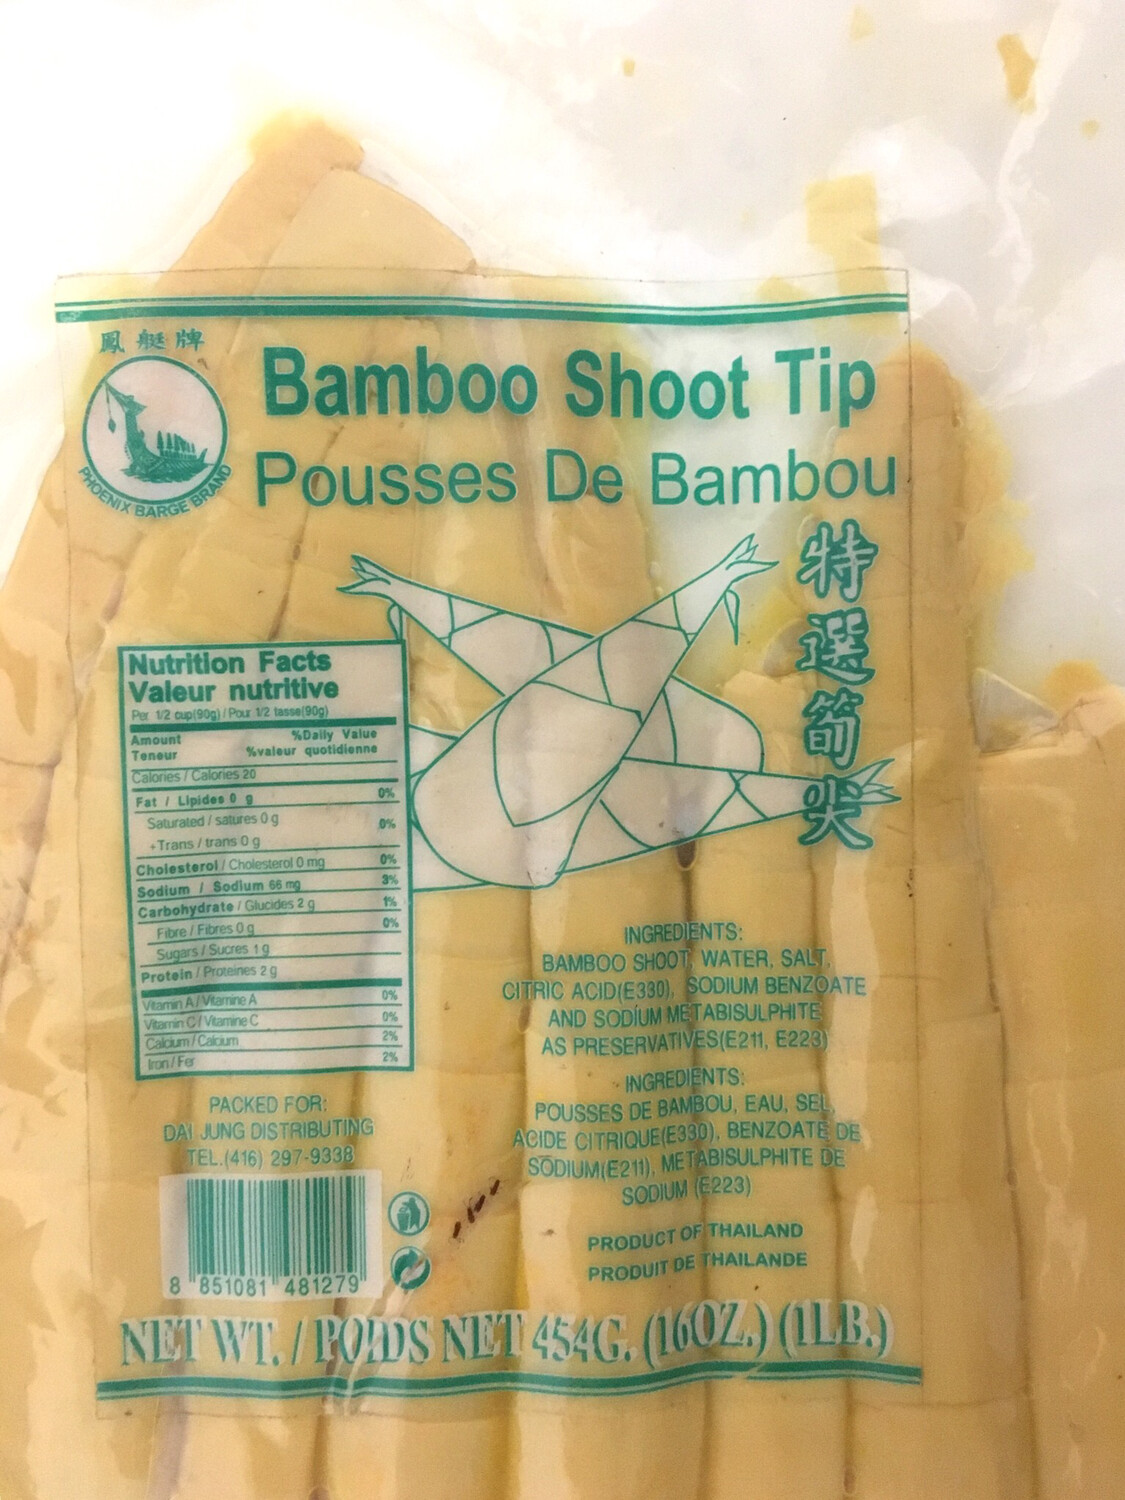 鳳艇牌
PHOENIX BARGE BRAND
Bamboo Shoot Tip
Pousses De Bambou
特選筍尖
Nutrition Facts
Valeur nutritive
Per 1/2 cup(90g) / Pour 1/2 tasse(90g)
Amount %Daily Value
Teneur %valeur quotidienne
Calories / Calories 20
Fat / Lipides 0 g 0%
Saturated / satures 0 g 0%
+Trans / trans 0 g
Cholesterol / Cholesterol 0 mg 0%
Sodium / Sodium 66 mg 3%
Carbohydrate / Glucides 2 g 1%
Fibre / Fibres 0 g 0%
Sugars / Sucres 1 g
Protein / Proteines 2 g
Vitamin A / Vitamine A 0%
Vitamin C / Vitamine C 0%
Calcium / Calcium 2%
Iron / Fer 2%
INGREDIENTS:
BAMBOO SHOOT, WATER, SALT,
CITRIC ACID(E330), SODIUM BENZOATE
AND SODIUM METABISULPHITE
AS PRESERVATIVES(E211, E223)
INGREDIENTS:
POUSSES DE BAMBOU, EAU, SEL,
ACIDE CITRIQUE(E330), BENZOATE DE
SODIUM(E211), METABISULPHITE DE
SODIUM (E223)
PACKED FOR:
DAI JUNG DISTRIBUTING
TEL.(416) 297-9338
8 851081 481279
PRODUCT OF THAILAND
PRODUIT DE THAILANDE
NET WT. / POIDS NET 454G. (16OZ.) (1LB.)